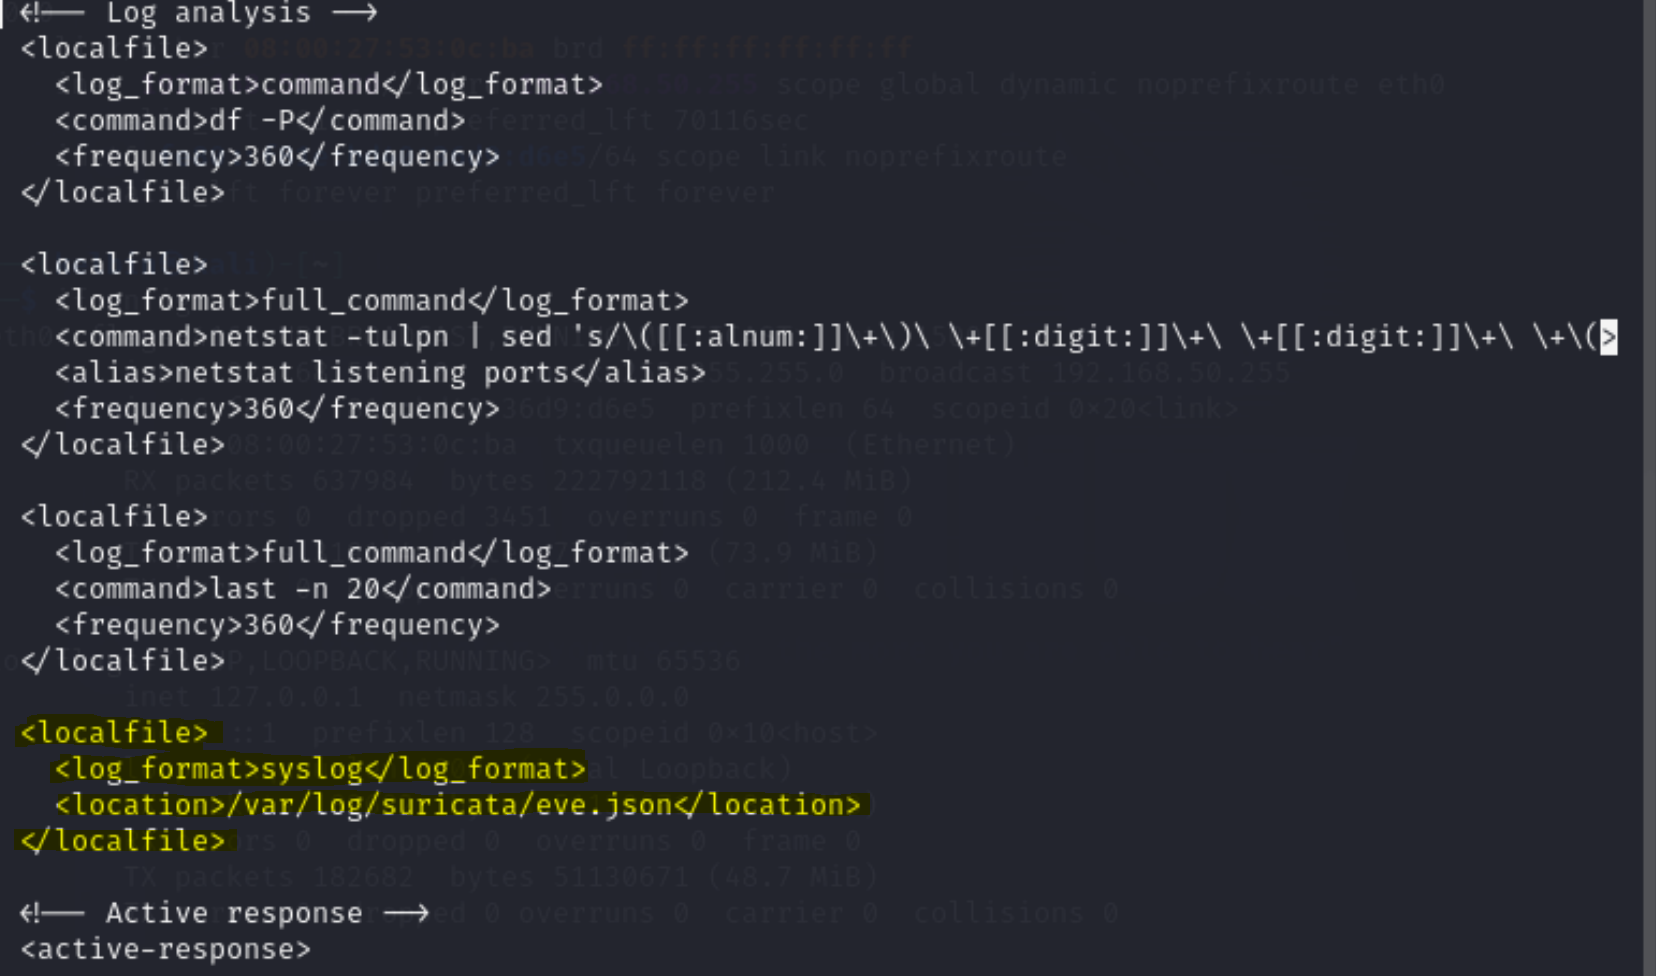 <!-- Log analysis -->
<localfile>
<log_format>command</log_format>
<command>df -P</command>
<frequency>360</frequency>
</localfile>
<localfile>
<log_format>full_command</log_format>
<command>netstat -tulpn | sed 's/\([[:alnum:]]\+\)\ \+[[:digit:]]\+\ \+[[:digit:]]\+\ \+\(>
<alias>netstat listening ports</alias>
<frequency>360</frequency>
</localfile>
<localfile>
<log_format>full_command</log_format>
<command>last -n 20</command>
<frequency>360</frequency>
</localfile>
<localfile>
<log_format>syslog</log_format>
<location>/var/log/suricata/eve.json</location>
</localfile>
<!-- Active response -->
<active-response>